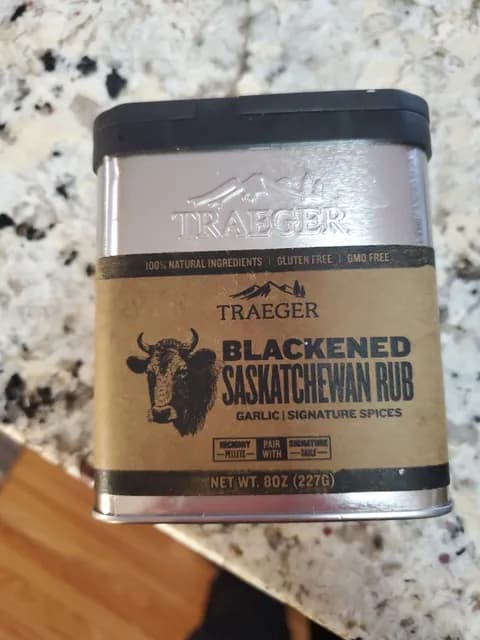 TRAEGER
100% NATURAL INGREDIENTS | GLUTEN FREE | GMO FREE
TRAEGER
BLACKENED
SASKATCHEWAN RUB
GARLIC | SIGNATURE SPICES
HICKORY PELLETS PAIR WITH SIGNATURE SAUCE
NET WT. 8OZ (227G)